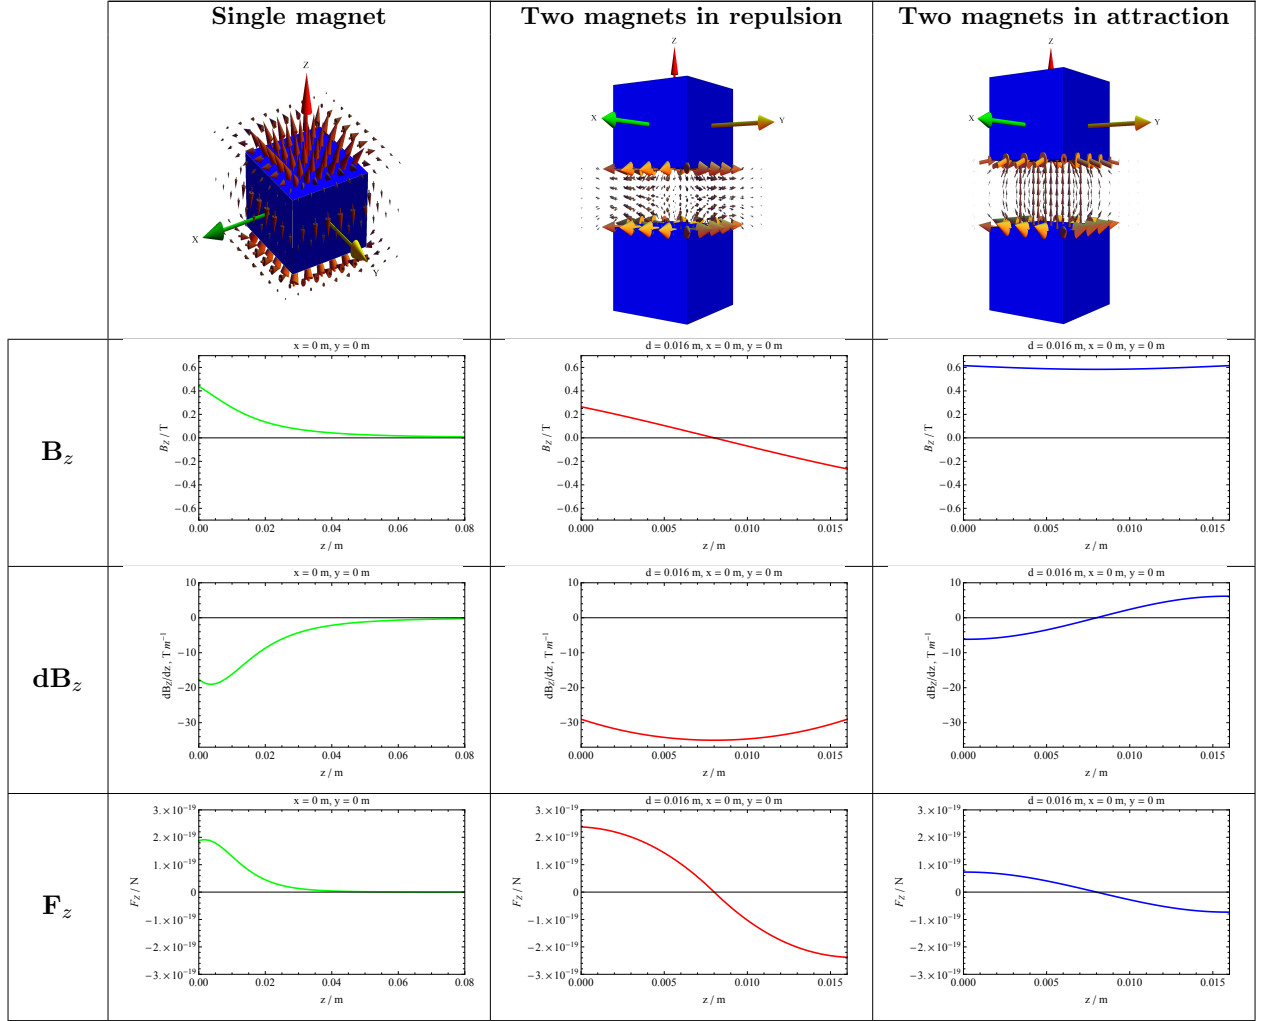 Single magnet
Two magnets in repulsion
Two magnets in attraction
Z
X
Y
Z
X
Y
Z
X
Y
B_z
x = 0 m, y = 0 m
B_Z / T
0.6
0.4
0.2
0.0
−0.2
−0.4
−0.6
0.00 0.02 0.04 0.06 0.08
z / m
d = 0.016 m, x = 0 m, y = 0 m
B_Z / T
0.6
0.4
0.2
0.0
−0.2
−0.4
−0.6
0.000 0.005 0.010 0.015
z / m
d = 0.016 m, x = 0 m, y = 0 m
B_Z / T
0.6
0.4
0.2
0.0
−0.2
−0.4
−0.6
0.000 0.005 0.010 0.015
z / m
dB_z
x = 0 m, y = 0 m
dB_Z/dz , T m⁻¹
10
0
−10
−20
−30
0.00 0.02 0.04 0.06 0.08
z / m
d = 0.016 m, x = 0 m, y = 0 m
dB_Z/dz , T m⁻¹
10
0
−10
−20
−30
0.000 0.005 0.010 0.015
z / m
d = 0.016 m, x = 0 m, y = 0 m
dB_Z/dz , T m⁻¹
10
0
−10
−20
−30
0.000 0.005 0.010 0.015
z / m
F_z
x = 0 m, y = 0 m
F_Z / N
3.×10⁻¹⁹
2.×10⁻¹⁹
1.×10⁻¹⁹
0
−1.×10⁻¹⁹
−2.×10⁻¹⁹
−3.×10⁻¹⁹
0.00 0.02 0.04 0.06 0.08
z / m
d = 0.016 m, x = 0 m, y = 0 m
F_Z / N
3.×10⁻¹⁹
2.×10⁻¹⁹
1.×10⁻¹⁹
0
−1.×10⁻¹⁹
−2.×10⁻¹⁹
−3.×10⁻¹⁹
0.000 0.005 0.010 0.015
z / m
d = 0.016 m, x = 0 m, y = 0 m
F_Z / N
3.×10⁻¹⁹
2.×10⁻¹⁹
1.×10⁻¹⁹
0
−1.×10⁻¹⁹
−2.×10⁻¹⁹
−3.×10⁻¹⁹
0.000 0.005 0.010 0.015
z / m